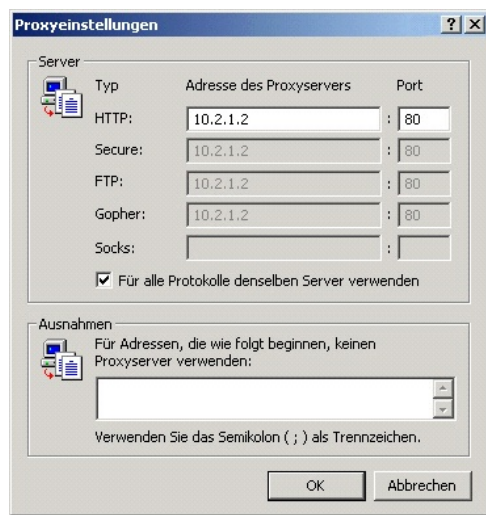 Proxyeinstellungen
Server
Typ Adresse des Proxyservers Port
HTTP: 10.2.1.2 : 80
Secure: 10.2.1.2 : 80
FTP: 10.2.1.2 : 80
Gopher: 10.2.1.2 : 80
Socks: :
Für alle Protokolle denselben Server verwenden
Ausnahmen
Für Adressen, die wie folgt beginnen, keinen
Proxyserver verwenden:
Verwenden Sie das Semikolon ( ; ) als Trennzeichen.
OK Abbrechen